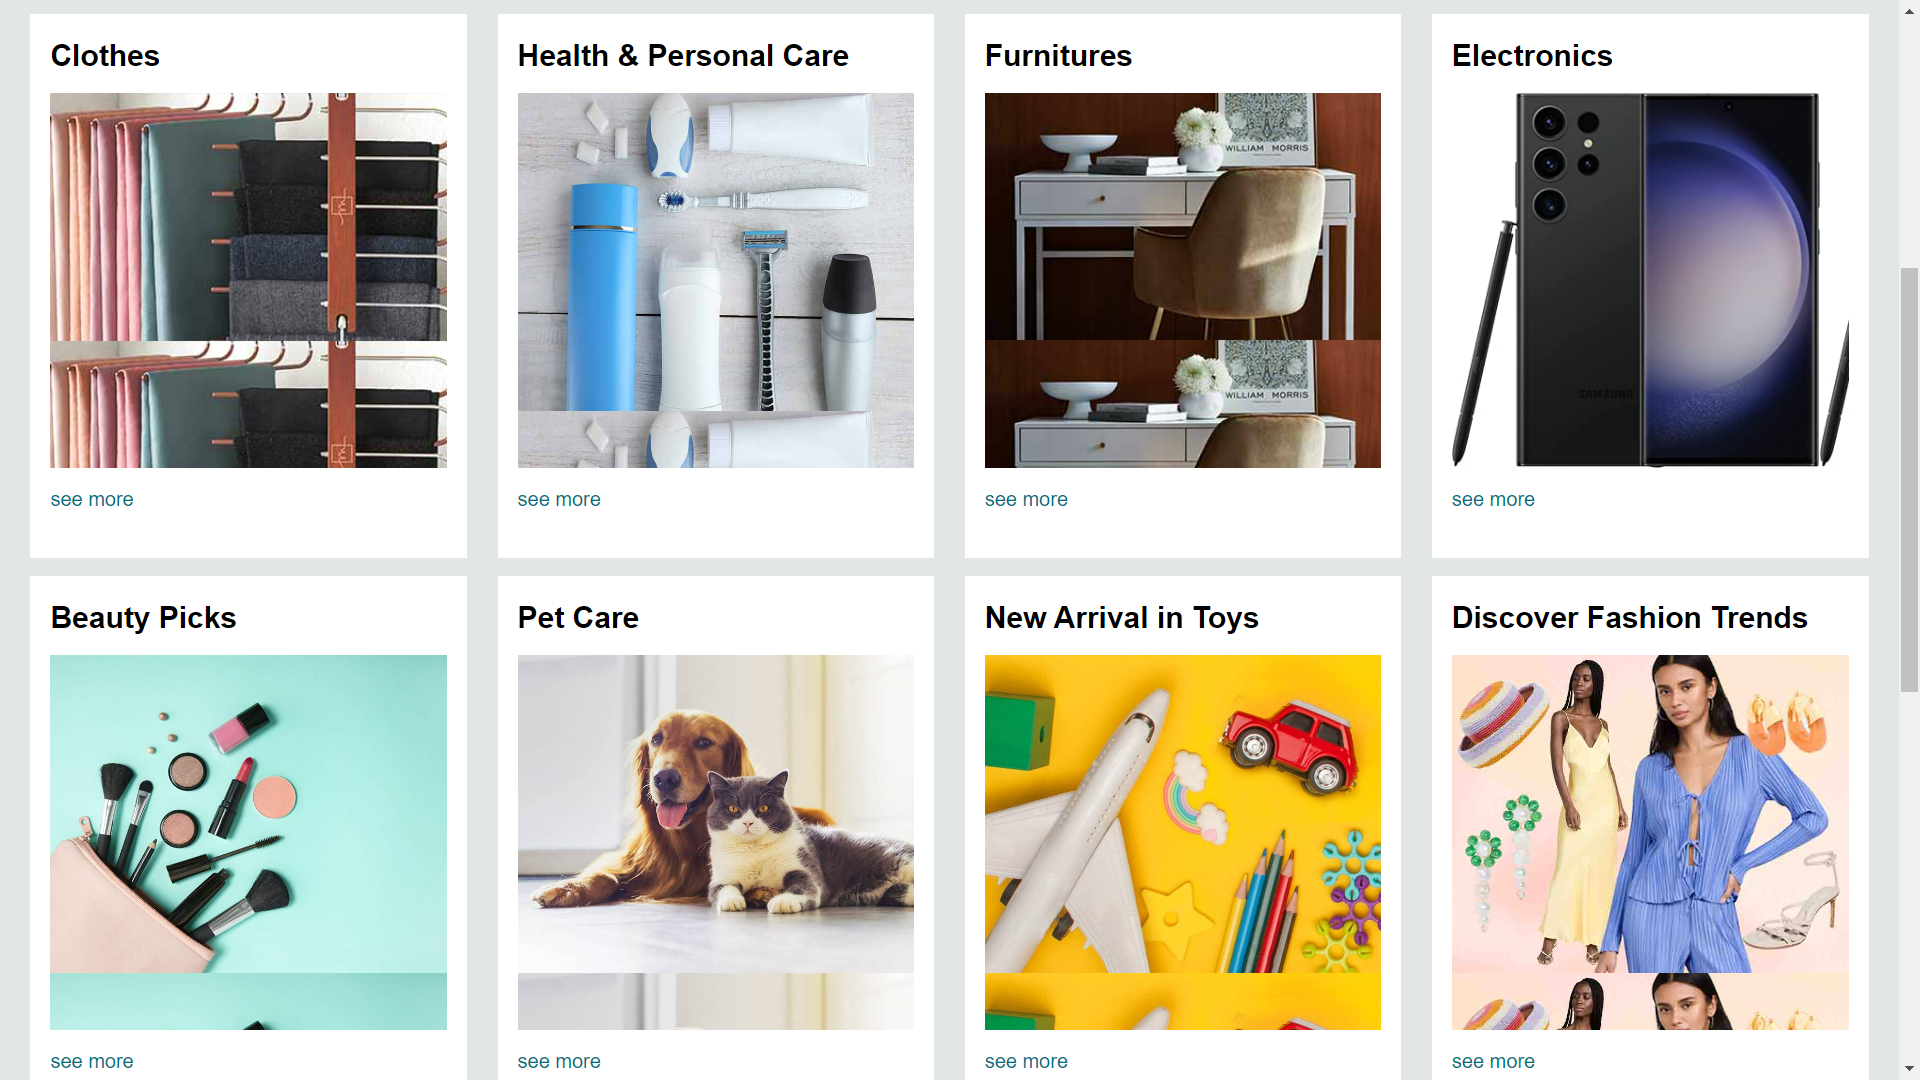 Clothes
Health & Personal Care
Furnitures
Electronics
WILLIAM MORRIS
WILLIAM MORRIS
SAMSUNG
see more
see more
see more
see more
Beauty Picks
Pet Care
New Arrival in Toys
Discover Fashion Trends
see more
see more
see more
see more